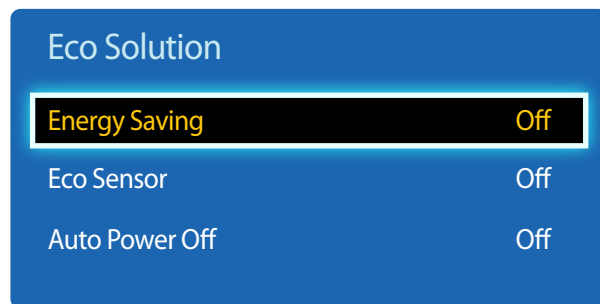 Eco Solution
Energy Saving Off
Eco Sensor Off
Auto Power Off Off